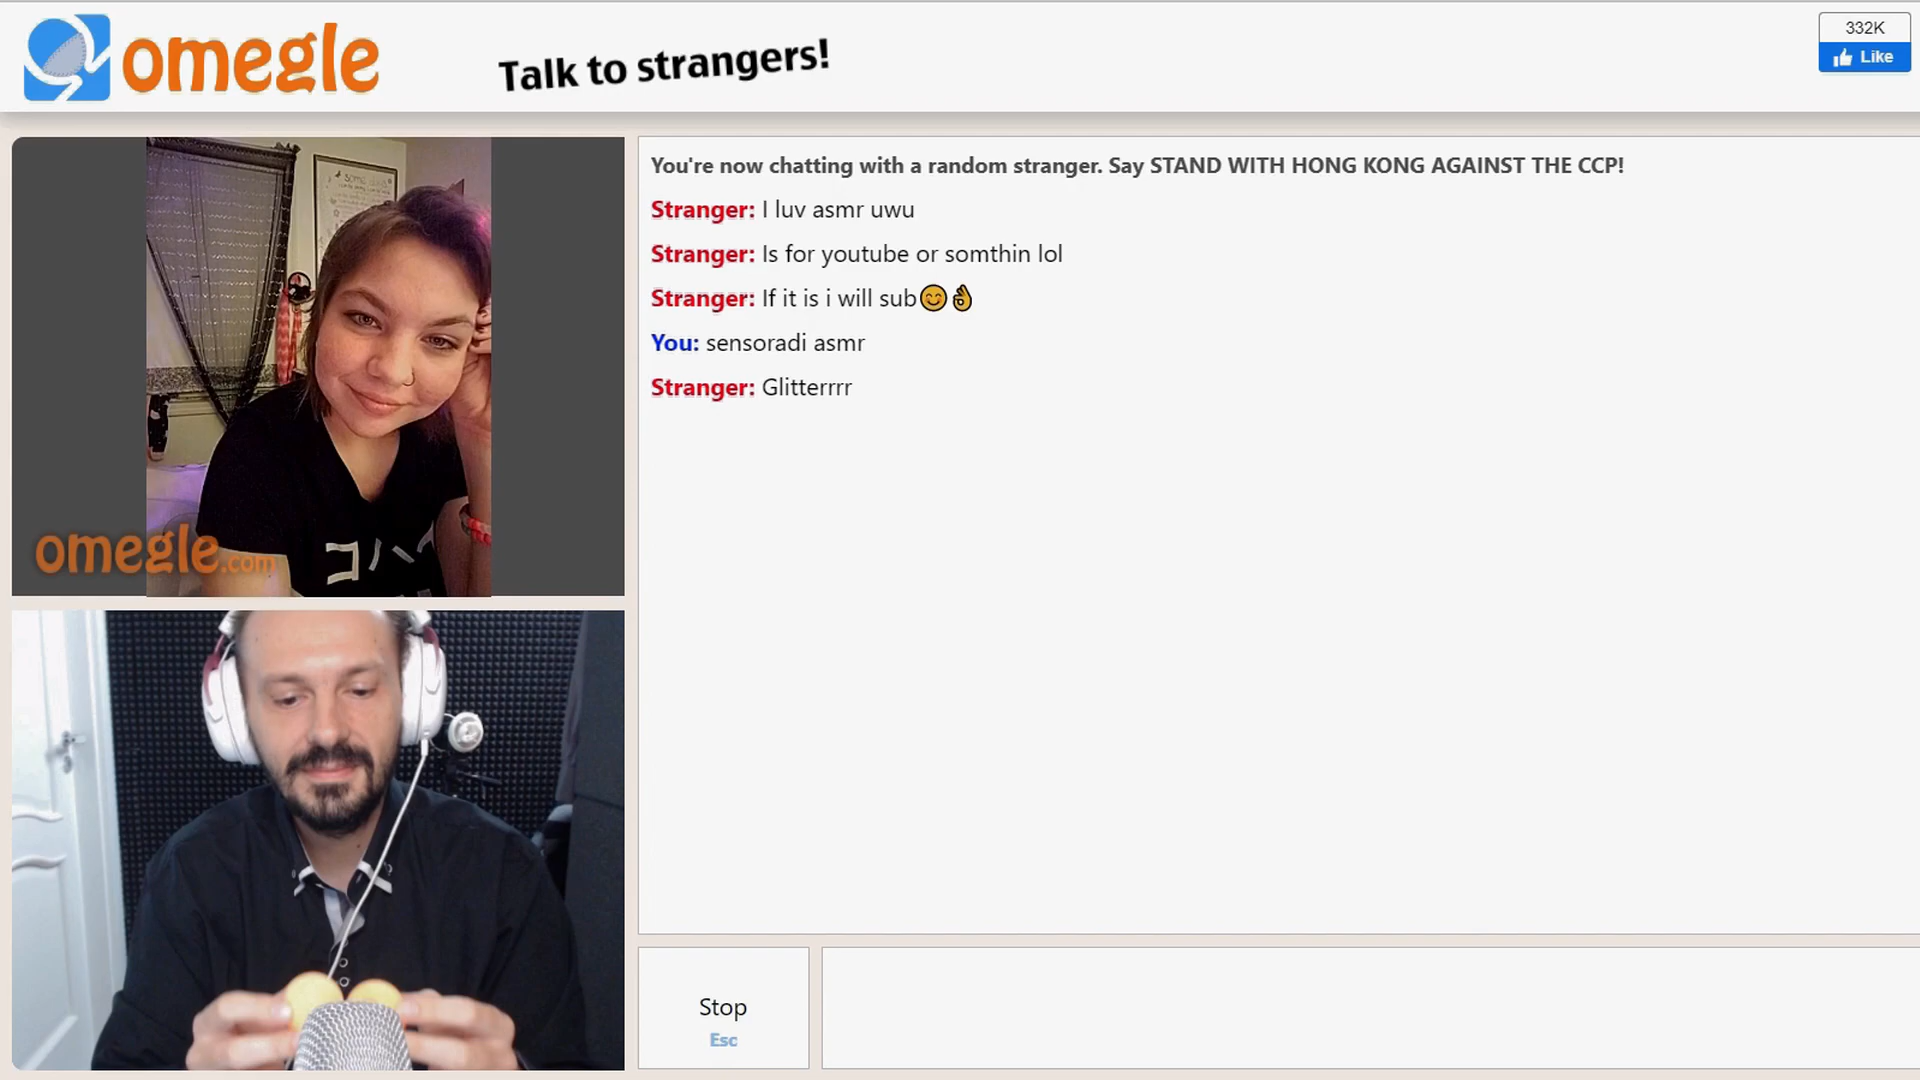 omegle
Talk to strangers!
332K
Like
You're now chatting with a random stranger. Say STAND WITH HONG KONG AGAINST THE CCP!
Stranger: I luv asmr uwu
Stranger: Is for youtube or somthin lol
Stranger: If it is i will sub😊👌
You: sensoradi asmr
Stranger: Glitterrrr
omegle.com
コハ
Stop
Esc